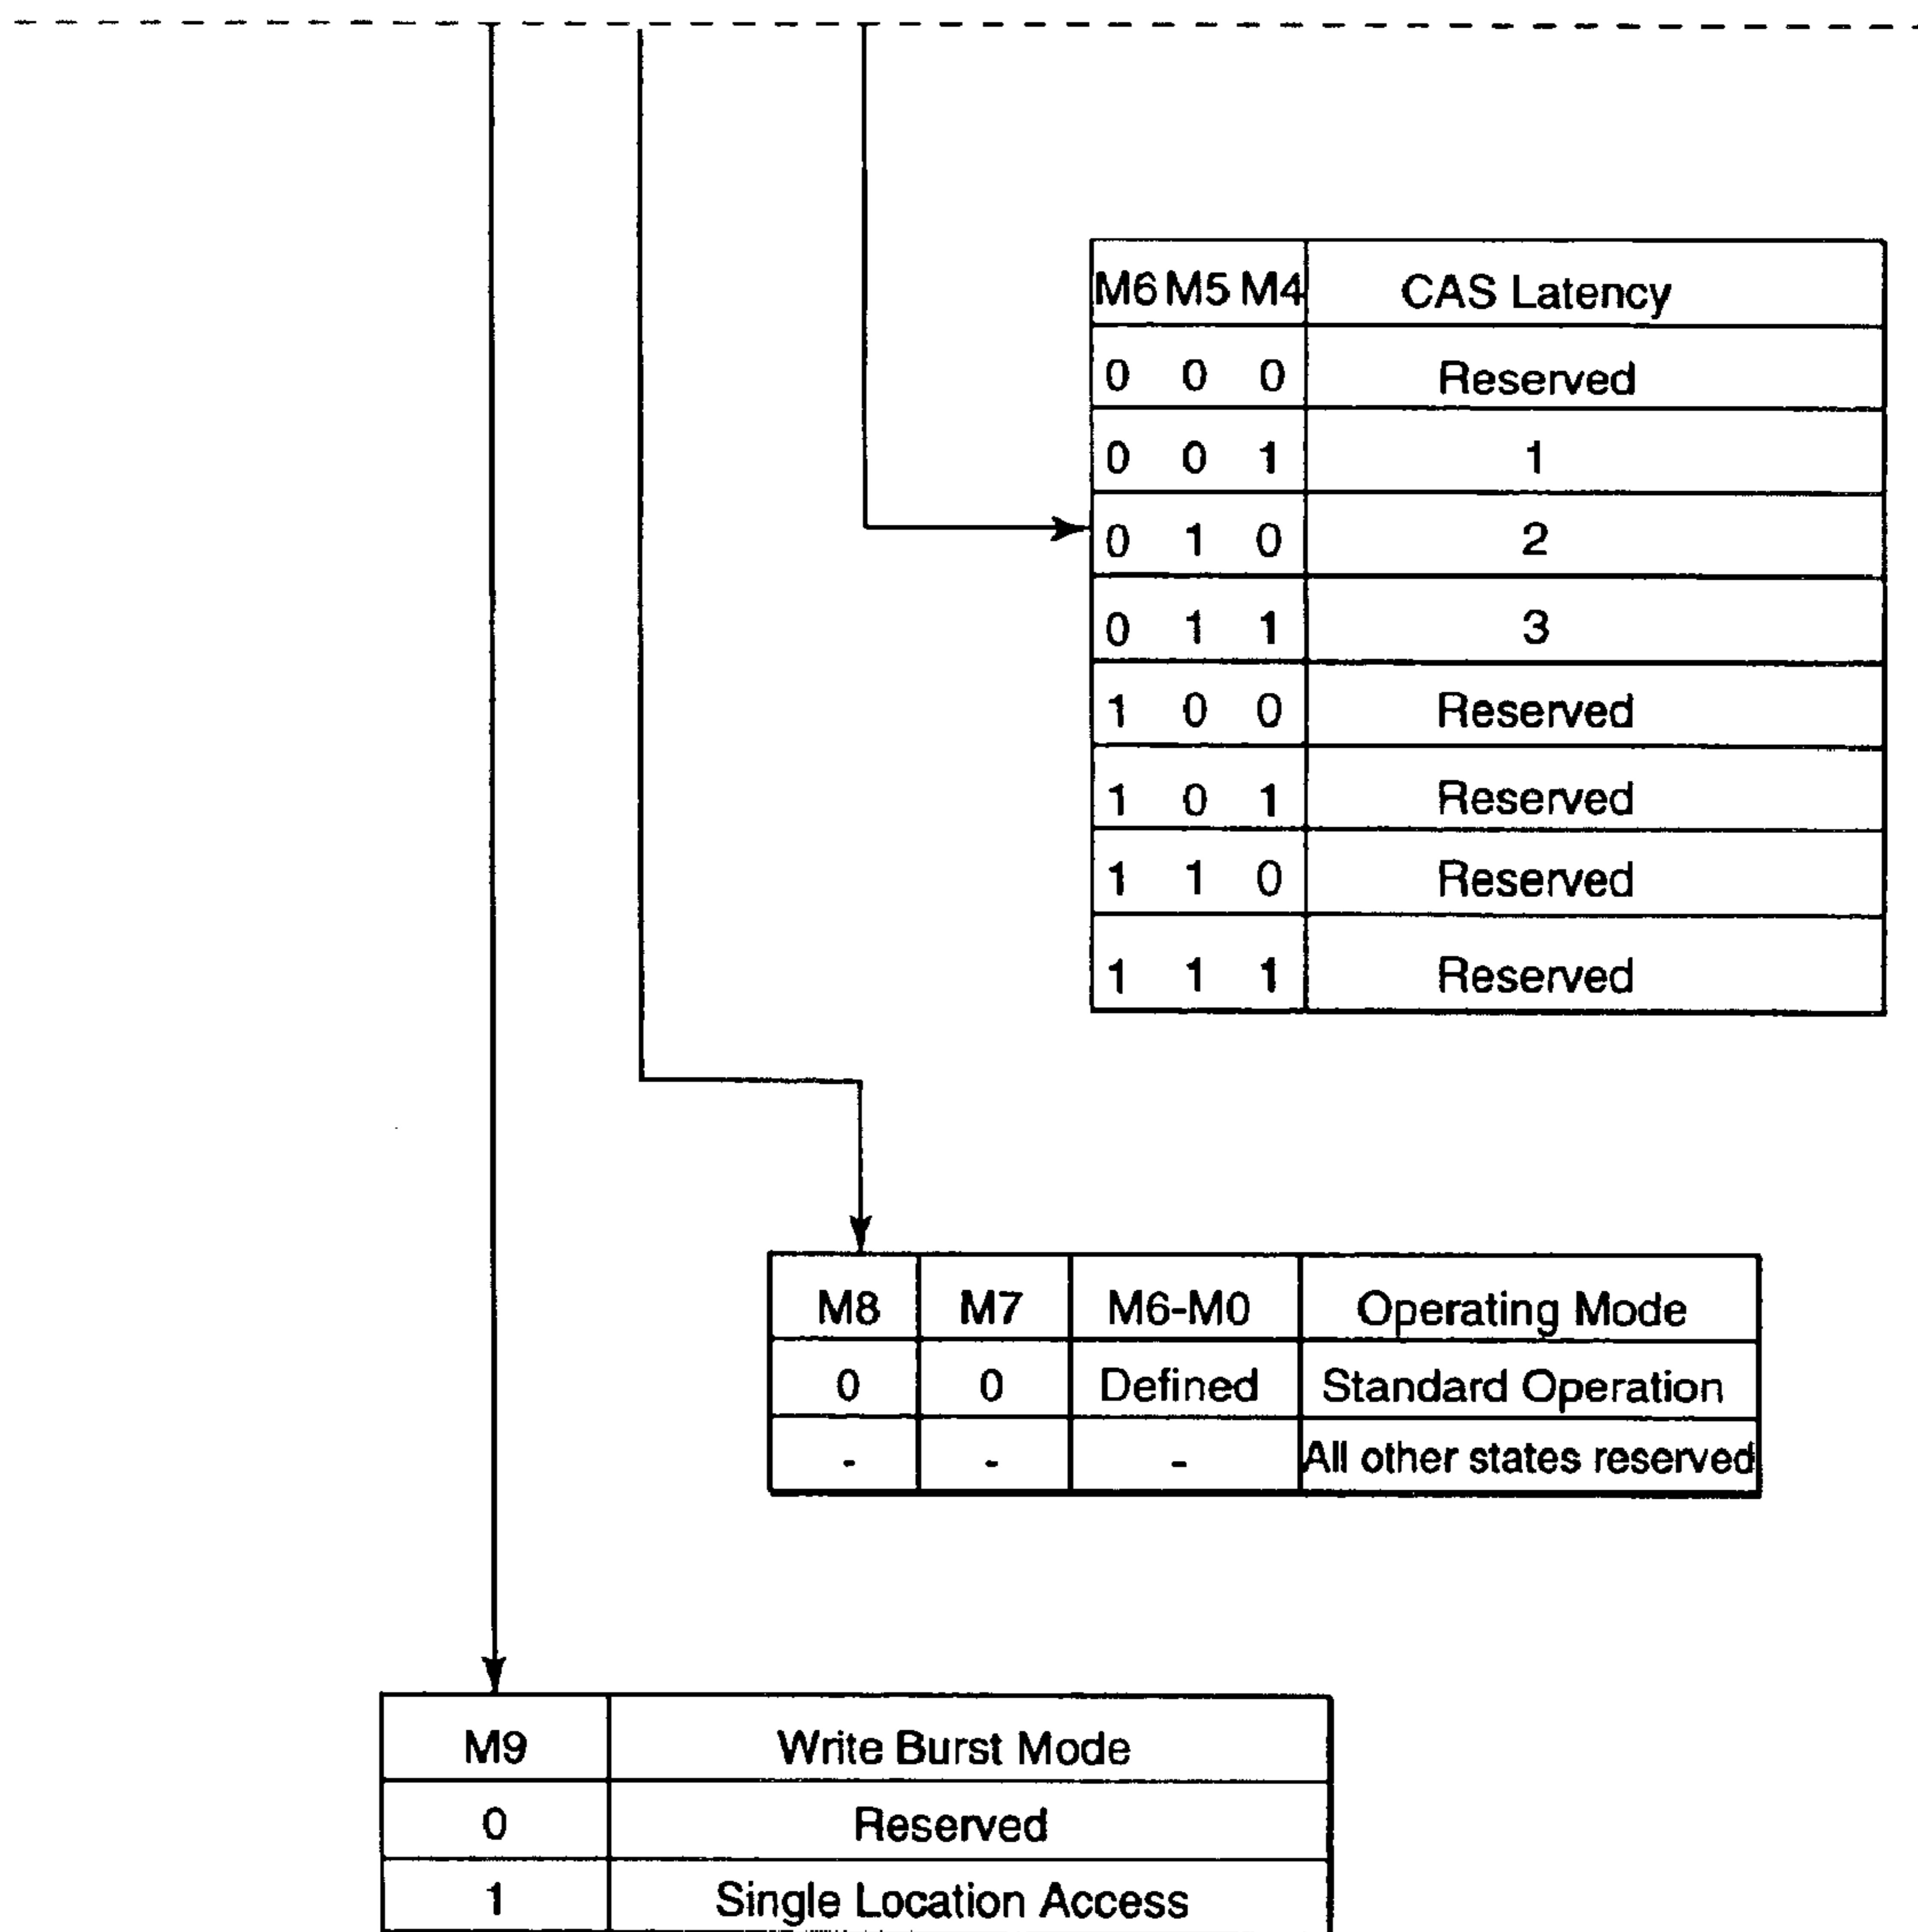 M6 M5 M4 CAS Latency
0 0 0 Reserved
0 0 1 1
0 1 0 2
0 1 1 3
1 0 0 Reserved
1 0 1 Reserved
1 1 0 Reserved
1 1 1 Reserved
M8 M7 M6-M0 Operating Mode
0 0 Defined Standard Operation
- - - All other states reserved
M9 Write Burst Mode
0 Reserved
1 Single Location Access